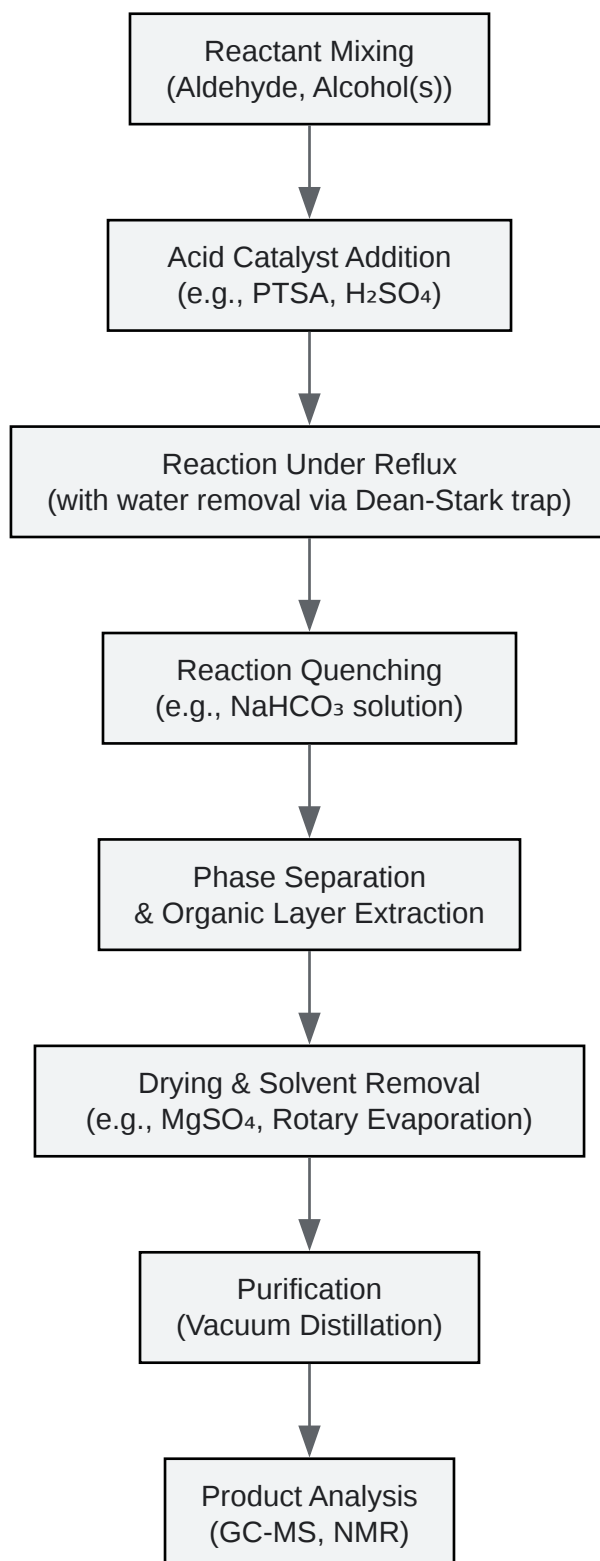 Reactant Mixing
(Aldehyde, Alcohol(s))
Acid Catalyst Addition
(e.g., PTSA, H₂SO₄)
Reaction Under Reflux
(with water removal via Dean-Stark trap)
Reaction Quenching
(e.g., NaHCO₃ solution)
Phase Separation
& Organic Layer Extraction
Drying & Solvent Removal
(e.g., MgSO₄, Rotary Evaporation)
Purification
(Vacuum Distillation)
Product Analysis
(GC-MS, NMR)